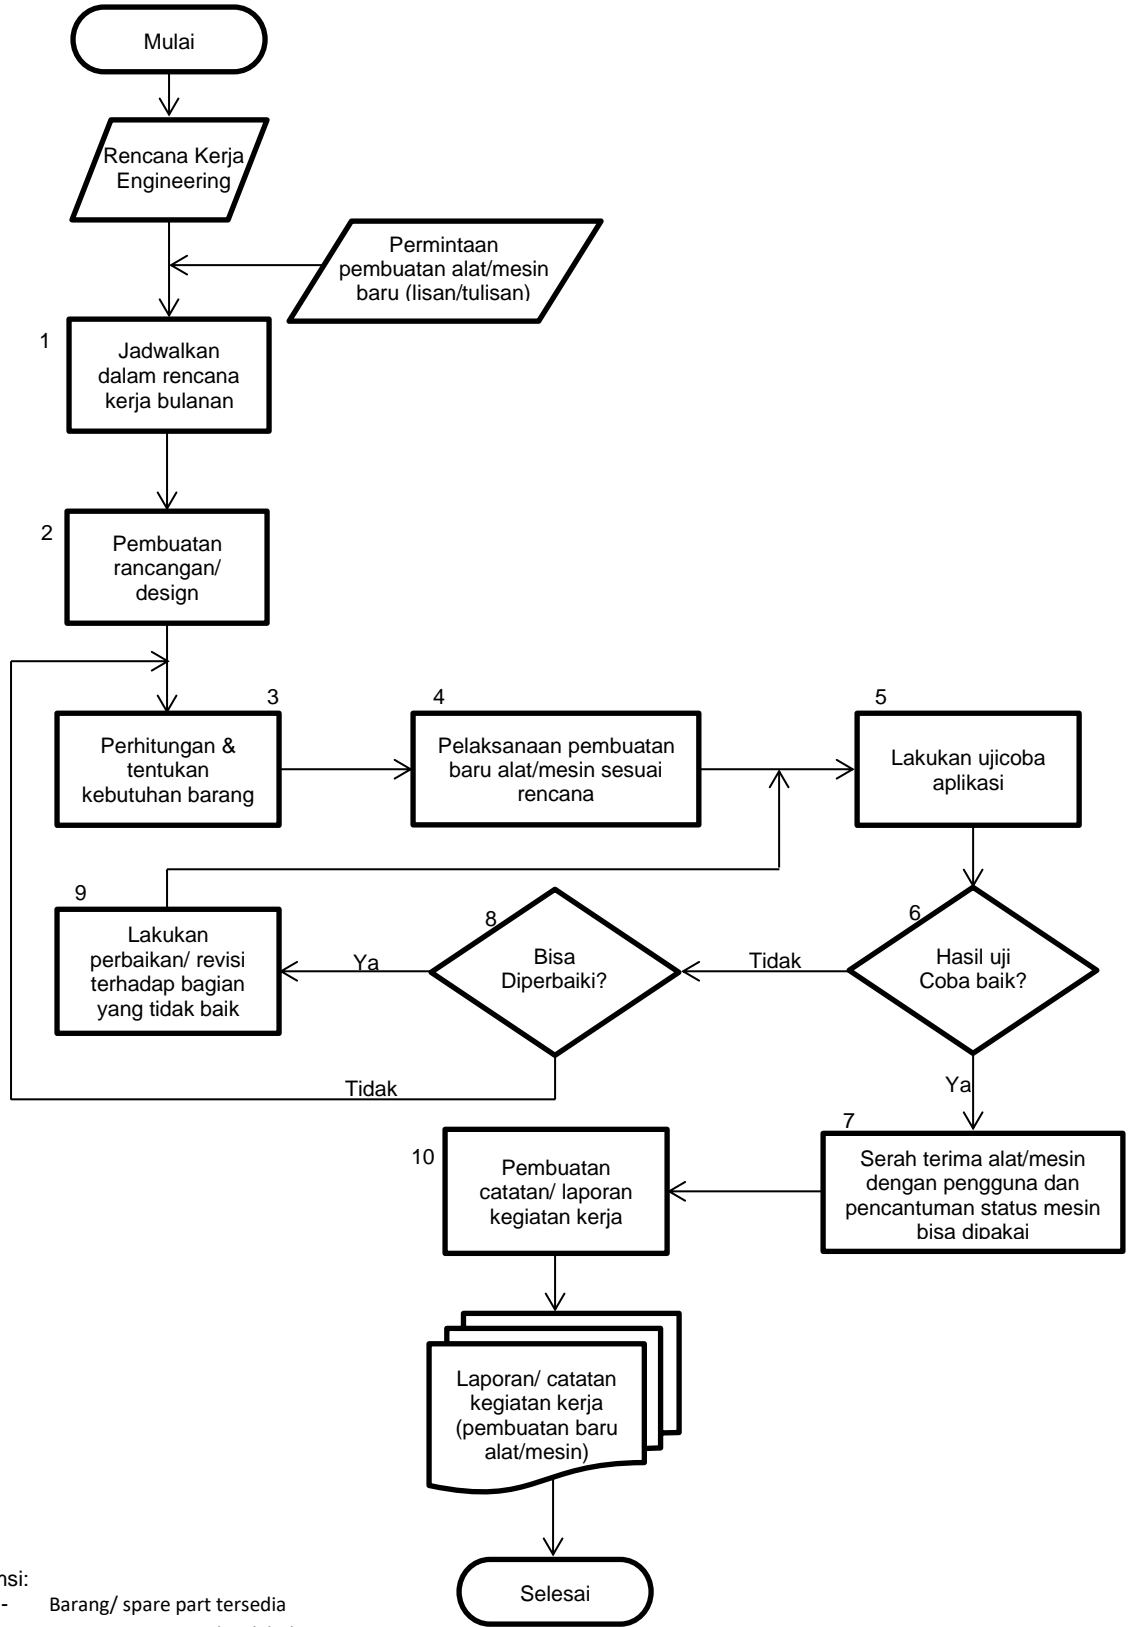 Mulai
Rencana Kerja
Engineering
Permintaan
pembuatan alat/mesin
baru (lisan/tulisan)
1
Jadwalkan
dalam rencana
kerja bulanan
2
Pembuatan
rancangan/
design
3
Perhitungan &
tentukan
kebutuhan barang
4
Pelaksanaan pembuatan
baru alat/mesin sesuai
rencana
5
Lakukan ujicoba
aplikasi
9
Lakukan
perbaikan/ revisi
terhadap bagian
yang tidak baik
Ya
8
Bisa
Diperbaiki?
Tidak
6
Hasil uji
Coba baik?
Tidak
Ya
10
Pembuatan
catatan/ laporan
kegiatan kerja
7
Serah terima alat/mesin
dengan pengguna dan
pencantuman status mesin
bisa dipakai
Laporan/ catatan
kegiatan kerja
(pembuatan baru
alat/mesin)
Selesai
nsi:
- Barang/ spare part tersedia